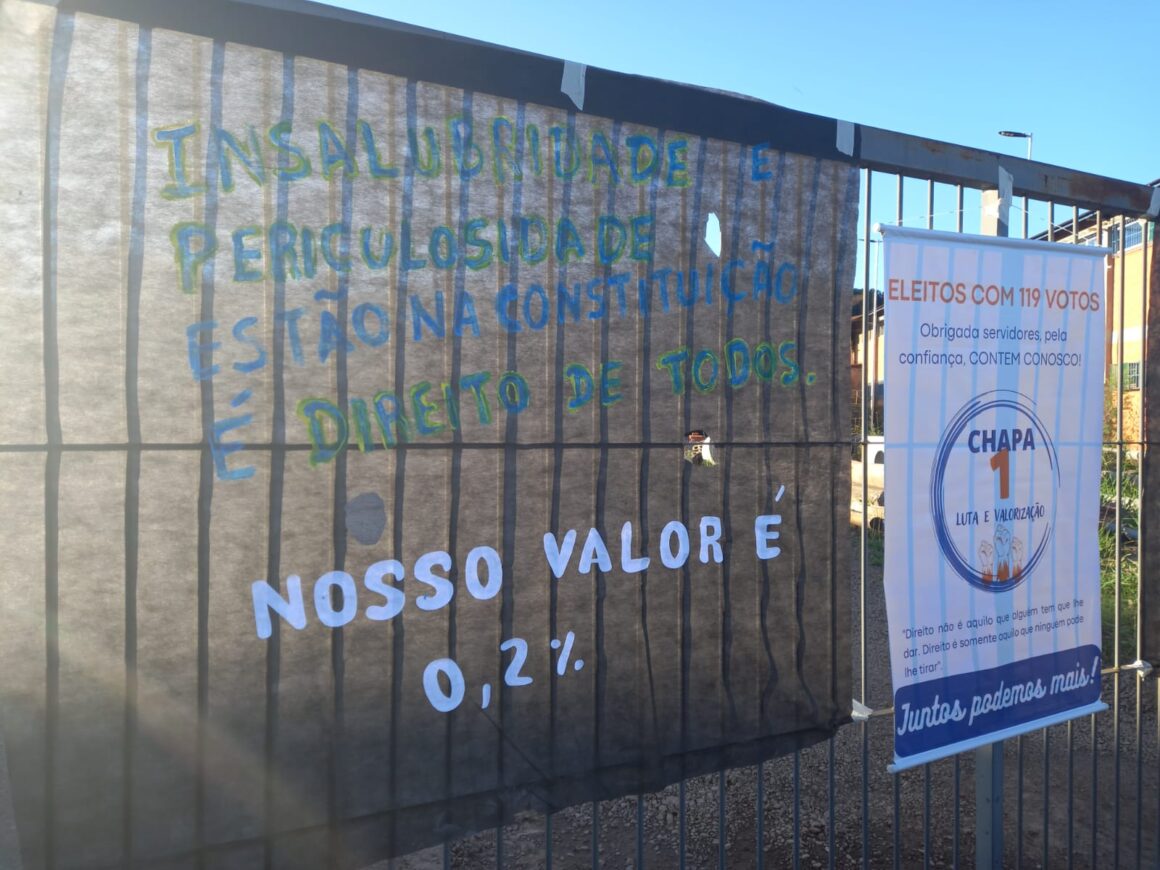 INSALUBRIDADE E
PERICULOSIDADE
ESTÃO NA CONSTITUIÇÃO
É DIREITO DE TODOS.
NOSSO VALOR É
0,2%
ELEITOS COM 119 VOTOS
Obrigada servidores, pela
confiança, CONTEM CONOSCO!
CHAPA
1
LUTA E VALORIZAÇÃO
"Direito não é aquilo que alguém tem que lhe
dar. Direito é somente aquilo que ninguem pode
lhe tirar".
Juntos podemos mais!